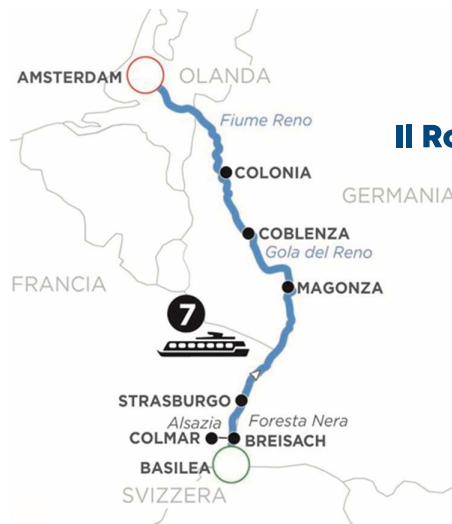 AMSTERDAM
OLANDA
Fiume Reno
Il Ro
COLONIA
GERMANIA
COBLENZA
Gola del Reno
FRANCIA
MAGONZA
7
STRASBURGO
Alsazia
Foresta Nera
COLMAR
BREISACH
BASILEA
SVIZZERA